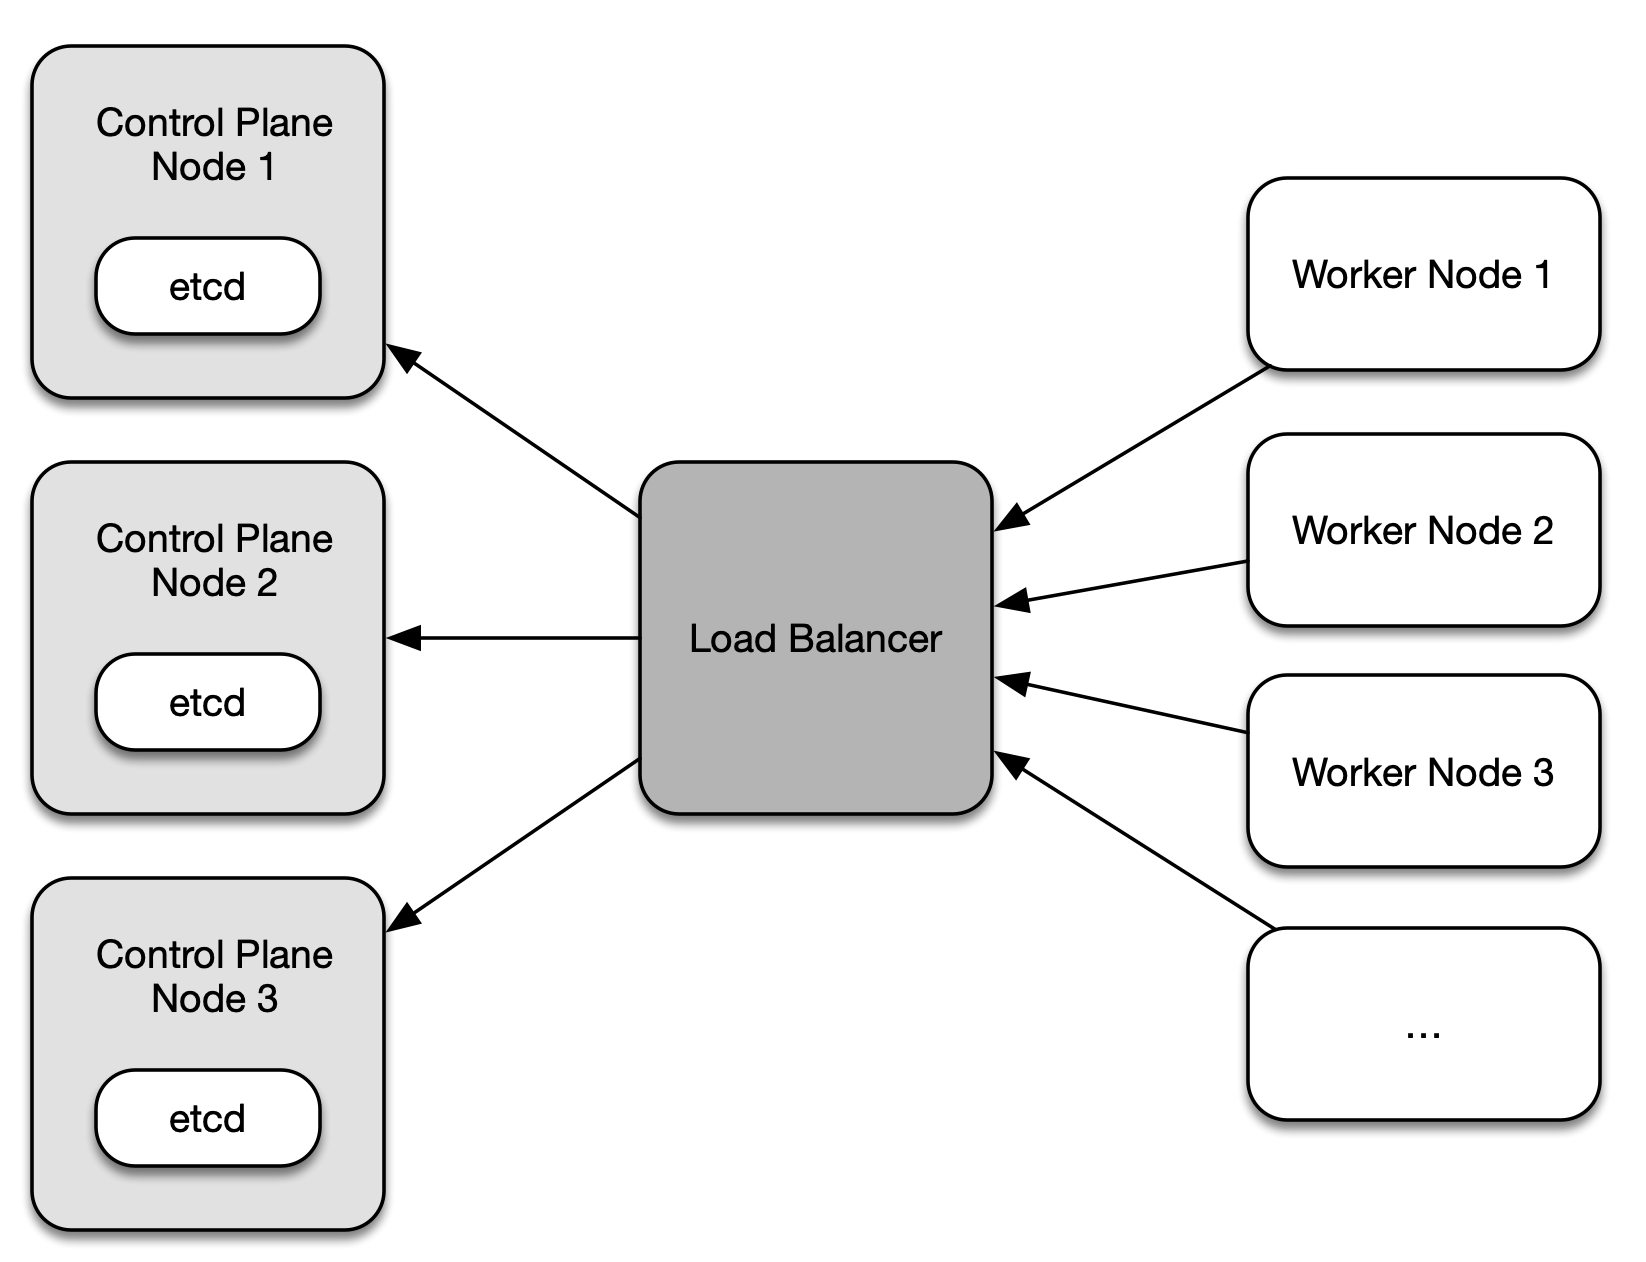 Control Plane
Node 1
etcd
Control Plane
Node 2
etcd
Control Plane
Node 3
etcd
Load Balancer
Worker Node 1
Worker Node 2
Worker Node 3
...